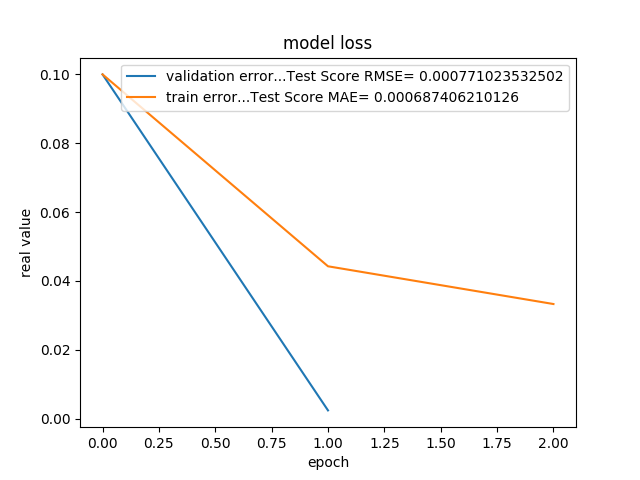 model loss
validation error...Test Score RMSE= 0.000771023532502
train error...Test Score MAE= 0.000687406210126
real value
0.10
0.08
0.06
0.04
0.02
0.00
0.00 0.25 0.50 0.75 1.00 1.25 1.50 1.75 2.00
epoch